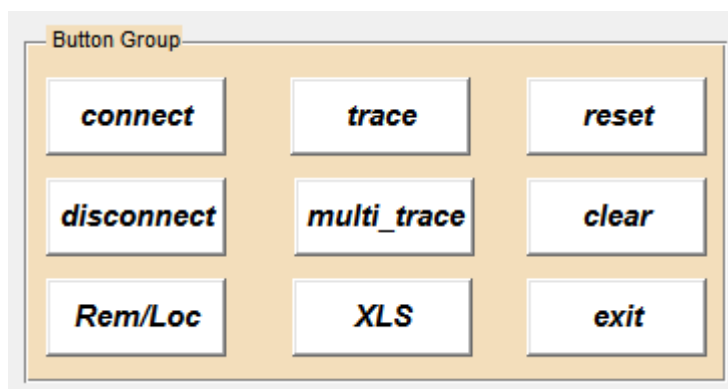 Button Group
connect trace reset
disconnect multi_trace clear
Rem/Loc XLS exit